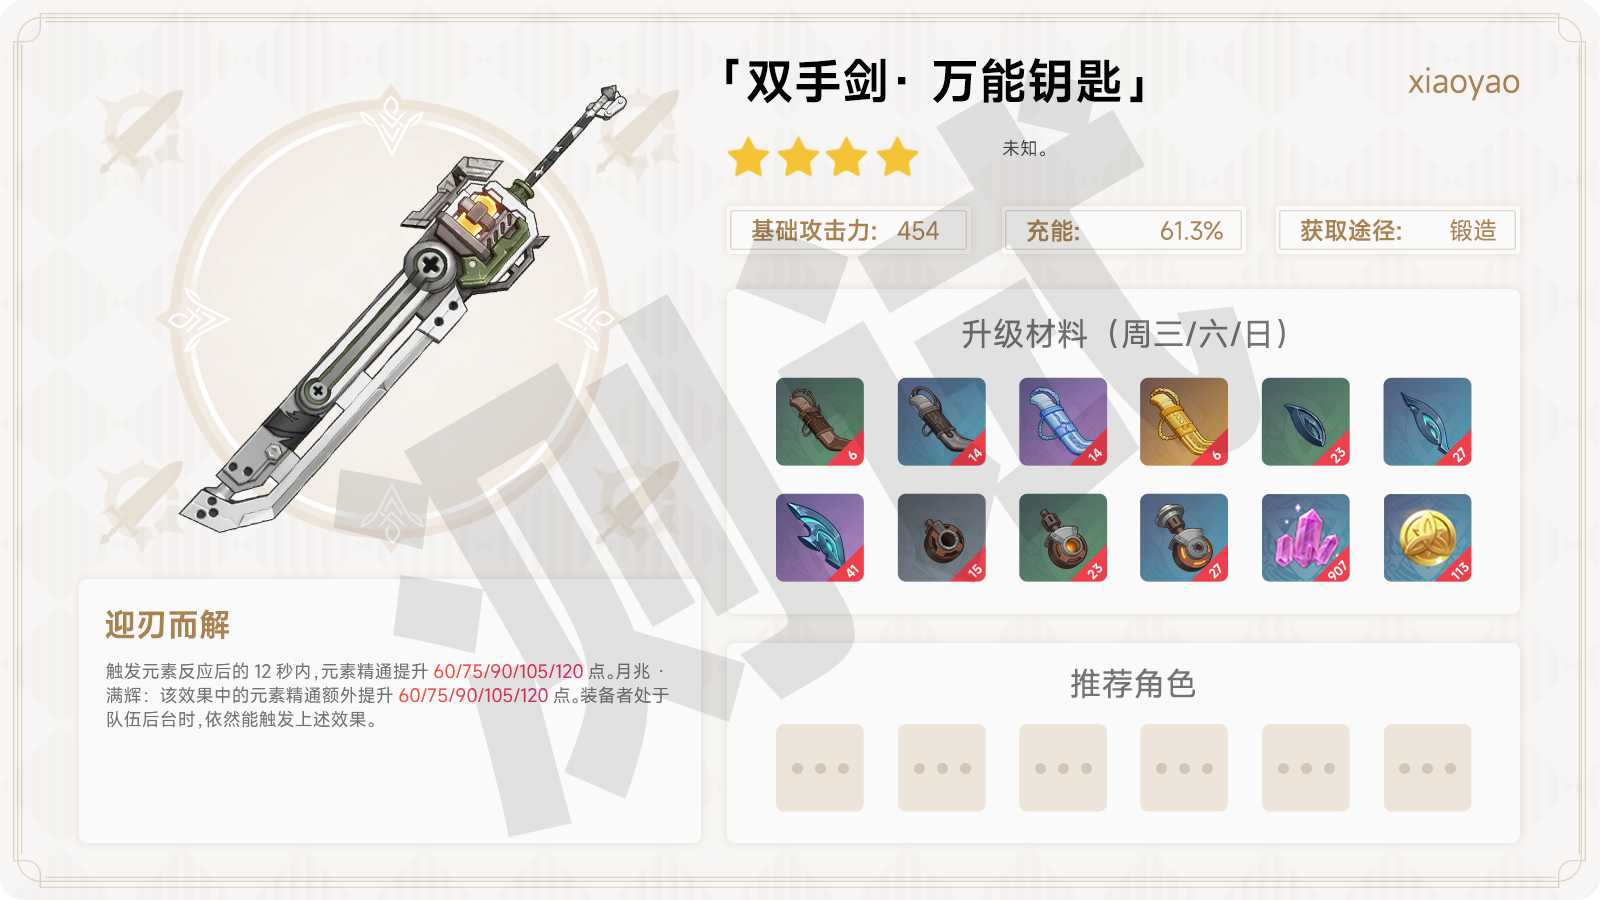 「双手剑· 万能钥匙」
xiaoyao
未知。
基础攻击力: 454
充能: 61.3%
获取途径: 锻造
升级材料（周三/六/日）
6 14 14 6 23 27
41 15 23 27 907 113
迎刃而解
触发元素反应后的 12 秒内,元素精通提升 60/75/90/105/120 点。月兆 ·
满辉：该效果中的元素精通额外提升 60/75/90/105/120 点。装备者处于
队伍后台时,依然能触发上述效果。
推荐角色
测试